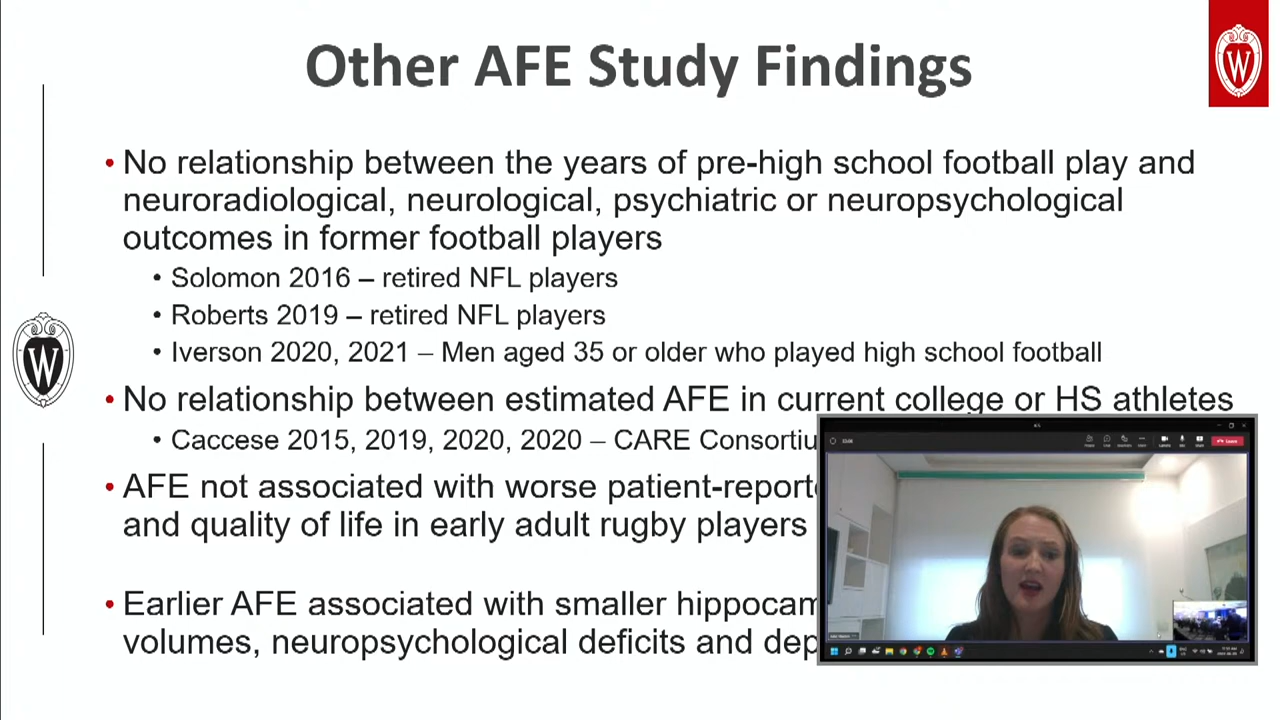 Other AFE Study Findings
W
• No relationship between the years of pre-high school football play and
neuroradiological, neurological, psychiatric or neuropsychological
outcomes in former football players
• Solomon 2016 – retired NFL players
• Roberts 2019 – retired NFL players
• Iverson 2020, 2021 – Men aged 35 or older who played high school football
W
• No relationship between estimated AFE in current college or HS athletes
• Caccese 2015, 2019, 2020, 2020 – CARE Consortiu
• AFE not associated with worse patient-reporte
and quality of life in early adult rugby players
• Earlier AFE associated with smaller hippocam
volumes, neuropsychological deficits and dep
Leave